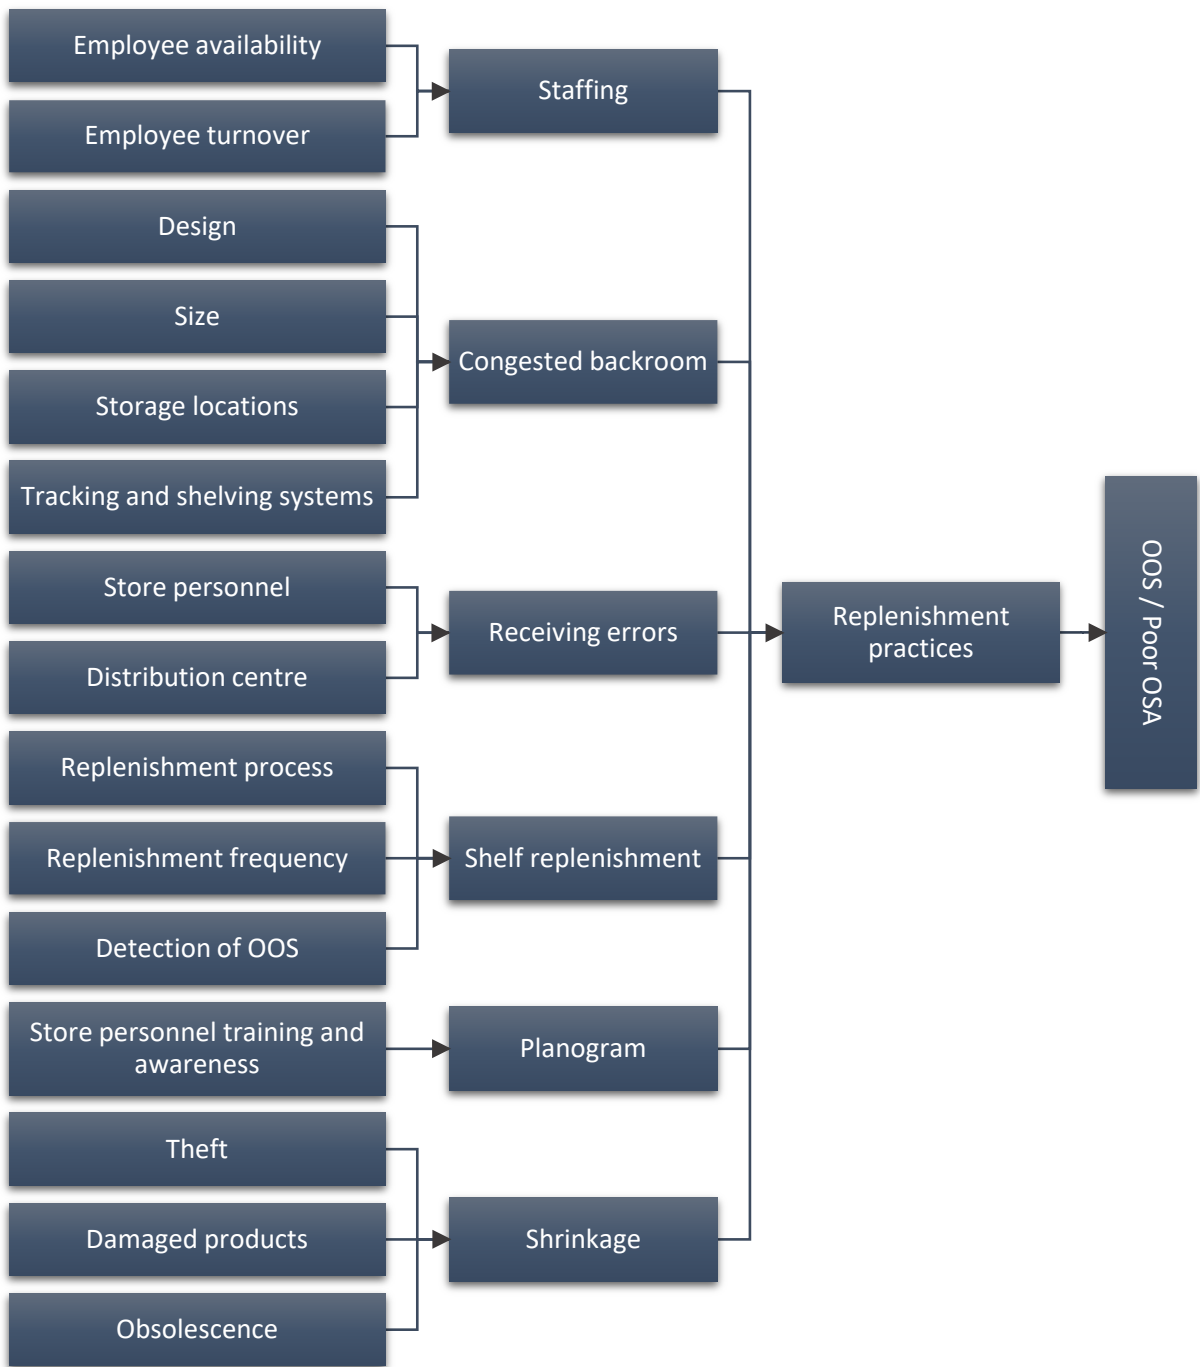 Employee availability
Employee turnover
Staffing
Design
Size
Storage locations
Tracking and shelving systems
Congested backroom
Store personnel
Distribution centre
Receiving errors
Replenishment process
Replenishment frequency
Detection of OOS
Shelf replenishment
Store personnel training and
awareness
Planogram
Theft
Damaged products
Obsolescence
Shrinkage
Replenishment
practices
OOS / Poor OSA